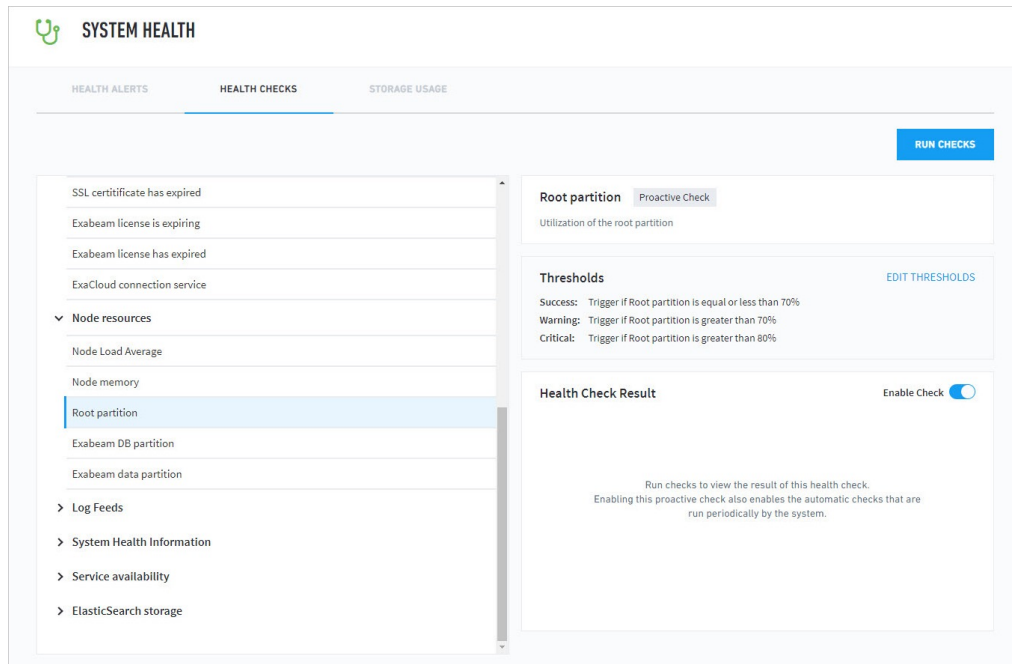 SYSTEM HEALTH
HEALTH ALERTS
HEALTH CHECKS
STORAGE USAGE
RUN CHECKS
SSL certitificate has expired
Exabeam license is expiring
Exabeam license has expired
ExaCloud connection service
Node resources
Node Load Average
Node memory
Root partition
Exabeam DB partition
Exabeam data partition
Log Feeds
System Health Information
Service availability
ElasticSearch storage
Root partition Proactive Check
Utilization of the root partition
Thresholds EDIT THRESHOLDS
Success: Trigger if Root partition is equal or less than 70%
Warning: Trigger if Root partition is greater than 70%
Critical: Trigger if Root partition is greater than 80%
Health Check Result Enable Check
Run checks to view the result of this health check.
Enabling this proactive check also enables the automatic checks that are
run periodically by the system.